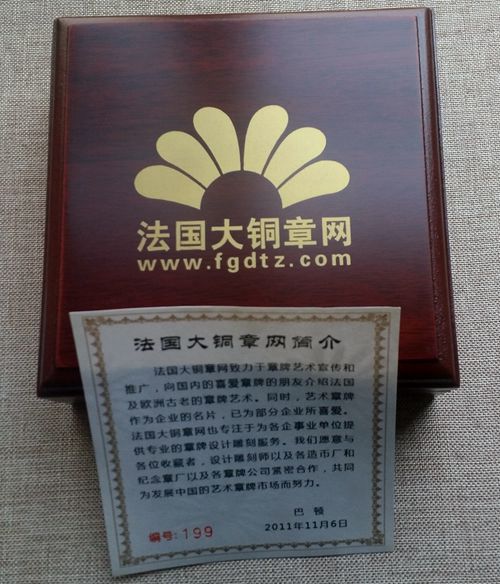 法国大铜章网
www.fgdtz.com
法国大铜章网简介
法国大铜章网致力于章牌艺术宣传和
推广，向国内的喜爱章牌的朋友介绍法国
及欧洲古老的章牌艺术。同时，艺术章牌
作为企业的名片，已为部分企业所喜爱。
法国大铜章网也专注于为各企事业单位提
供专业的章牌设计雕刻服务。我们愿意与
各位收藏者，设计雕刻师以及各造币厂和
纪念章厂以及各章牌公司紧密合作，共同
为发展中国的艺术章牌市场而努力。
巴顿
编号：199
2011年11月6日